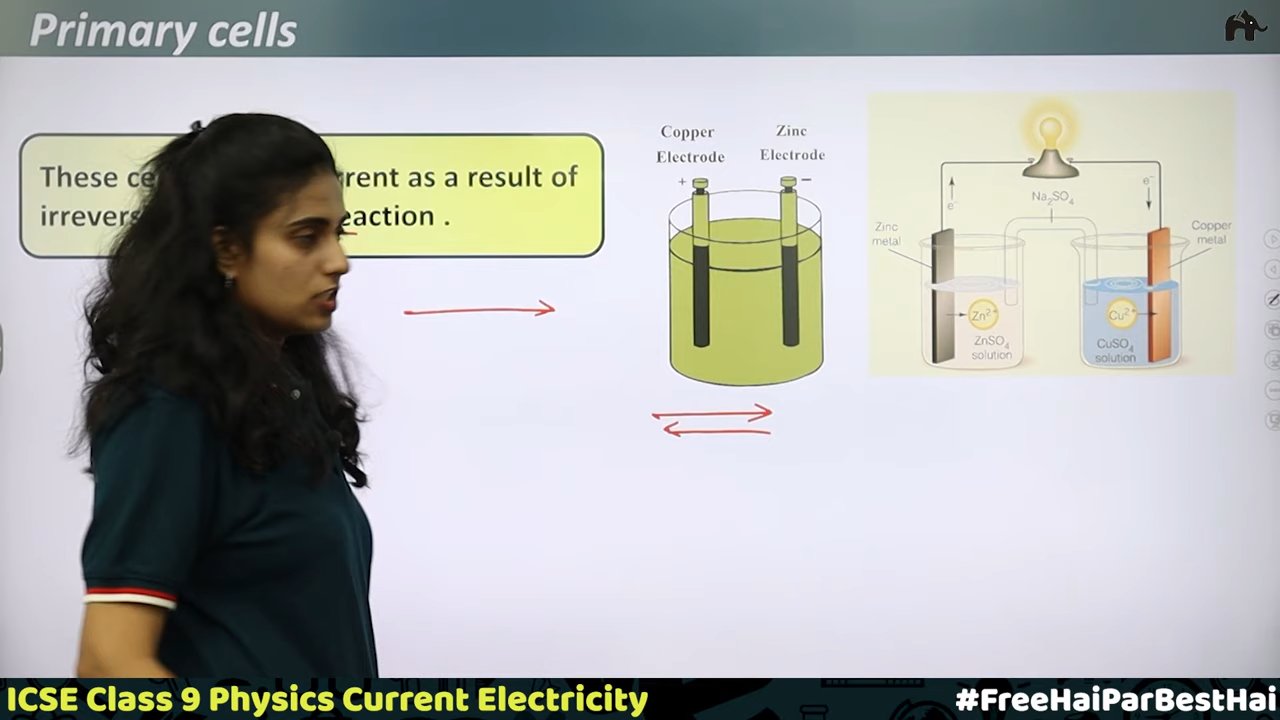 Primary cells
These ce rrent as a result of
irrevers eaction .
Copper
Electrode
Zinc
Electrode
+
−
Na₂SO₄
e⁻
e⁻
Zinc
metal
Copper
metal
Zn²⁺
Cu²⁺
ZnSO₄
solution
CuSO₄
solution
ICSE Class 9 Physics Current Electricity
#FreeHaiParBestHai